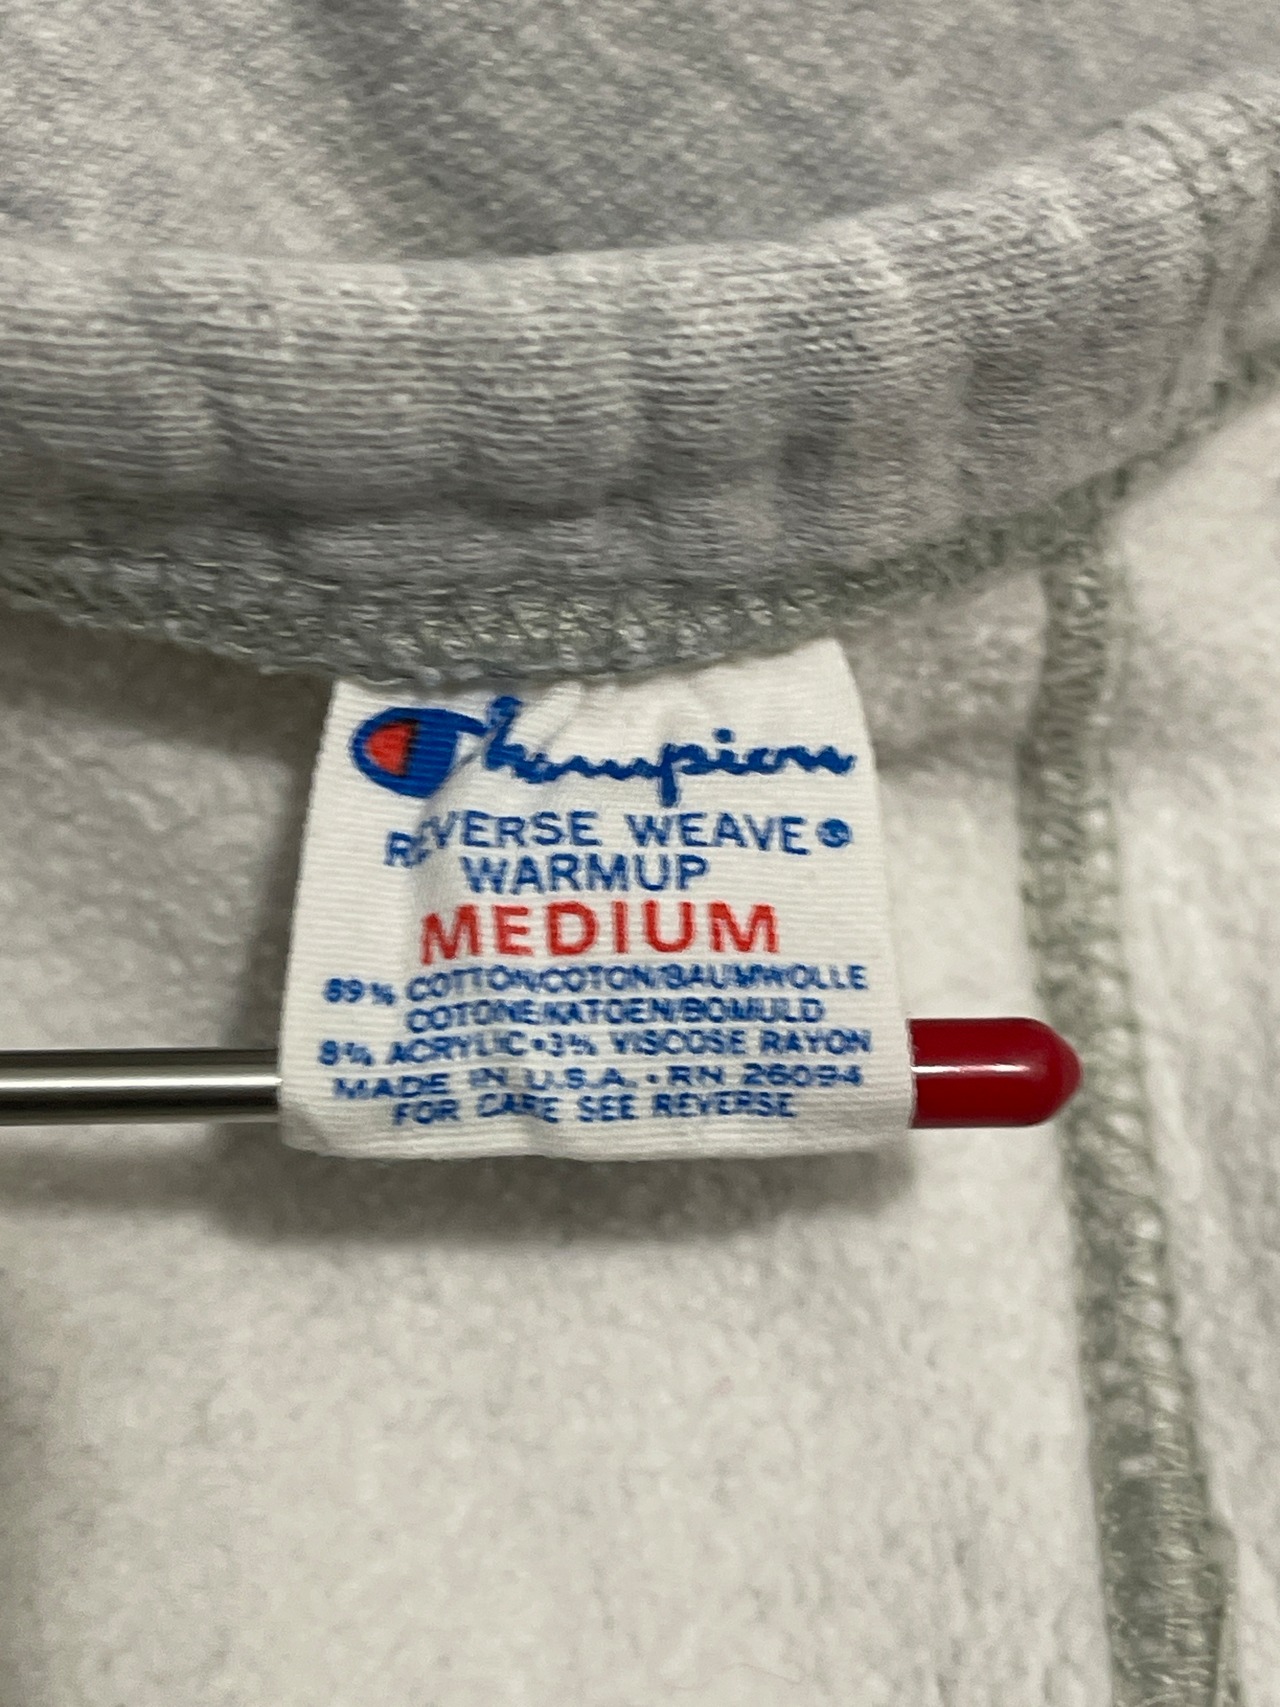 Champion
REVERSE WEAVE®
WARMUP
MEDIUM
89% COTTON/COTON/BAUMWOLLE
COTONE/KATOEN/BOMULD
8% ACRYLIC•3% VISCOSE RAYON
MADE IN U.S.A. • RN 26094
FOR CARE SEE REVERSE